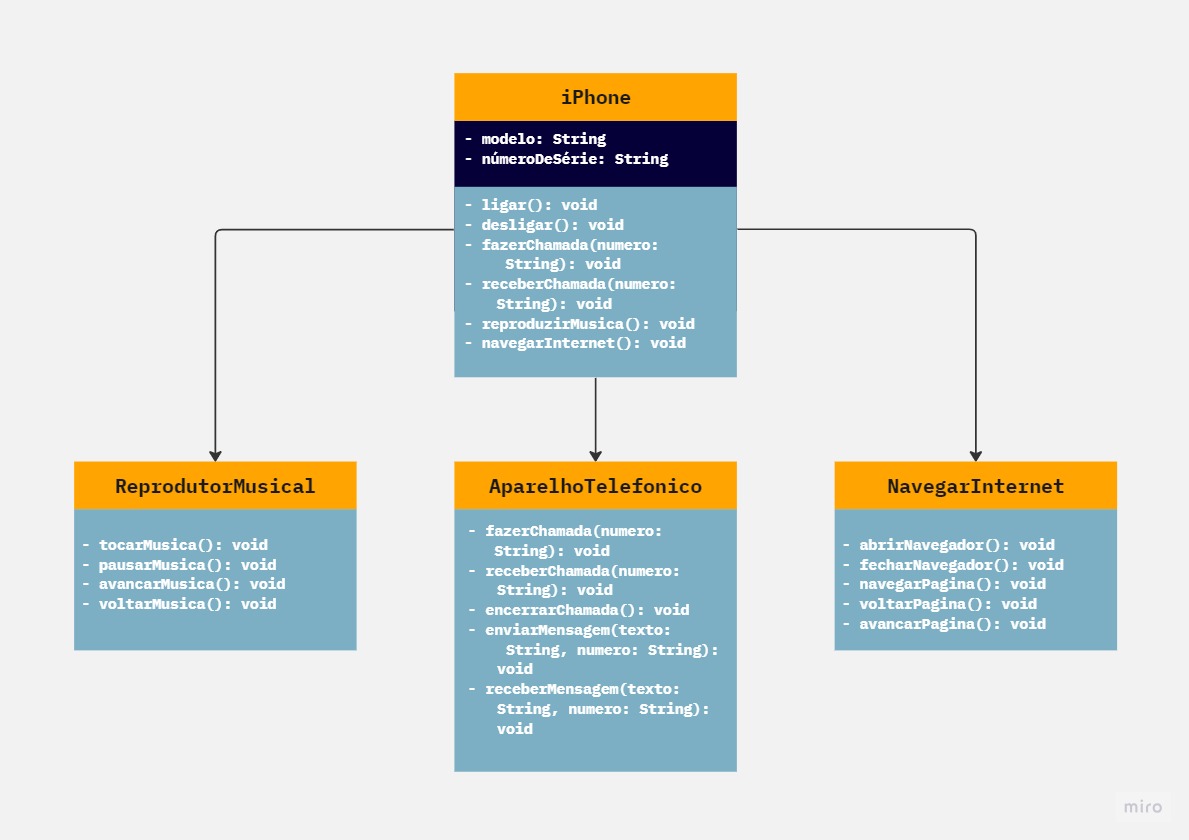 iPhone
- modelo: String
- númeroDeSérie: String
- ligar(): void
- desligar(): void
- fazerChamada(numero:
String): void
- receberChamada(numero:
String): void
- reproduzirMusica(): void
- navegarInternet(): void
ReprodutorMusical
- tocarMusica(): void
- pausarMusica(): void
- avancarMusica(): void
- voltarMusica(): void
AparelhoTelefonico
- fazerChamada(numero:
String): void
- receberChamada(numero:
String): void
- encerrarChamada(): void
- enviarMensagem(texto:
String, numero: String):
void
- receberMensagem(texto:
String, numero: String):
void
NavegarInternet
- abrirNavegador(): void
- fecharNavegador(): void
- navegarPagina(): void
- voltarPagina(): void
- avancarPagina(): void
miro